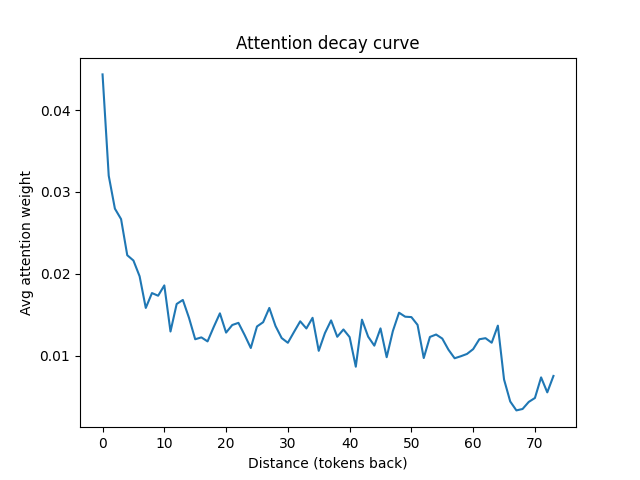 Attention decay curve
Avg attention weight
0.04
0.03
0.02
0.01
0 10 20 30 40 50 60 70
Distance (tokens back)